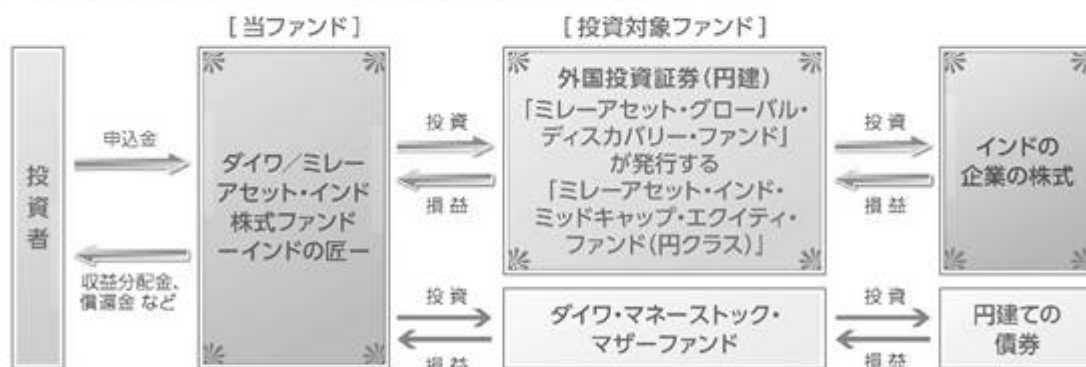 [当ファンド]
[投資対象ファンド]
投資者
申込金
収益分配金、
償還金 など
ダイワ／ミレー
アセット・インド
株式ファンド
ーインドの匠ー
投資
損益
投資
損益
外国投資証券(円建)
「ミレーアセット・グローバル・
ディスカバリー・ファンド」
が発行する
「ミレーアセット・インド・
ミッドキャップ・エクイティ・
ファンド(円クラス)」
ダイワ・マネーストック・
マザーファンド
投資
損益
投資
損益
インドの
企業の株式
円建ての
債券